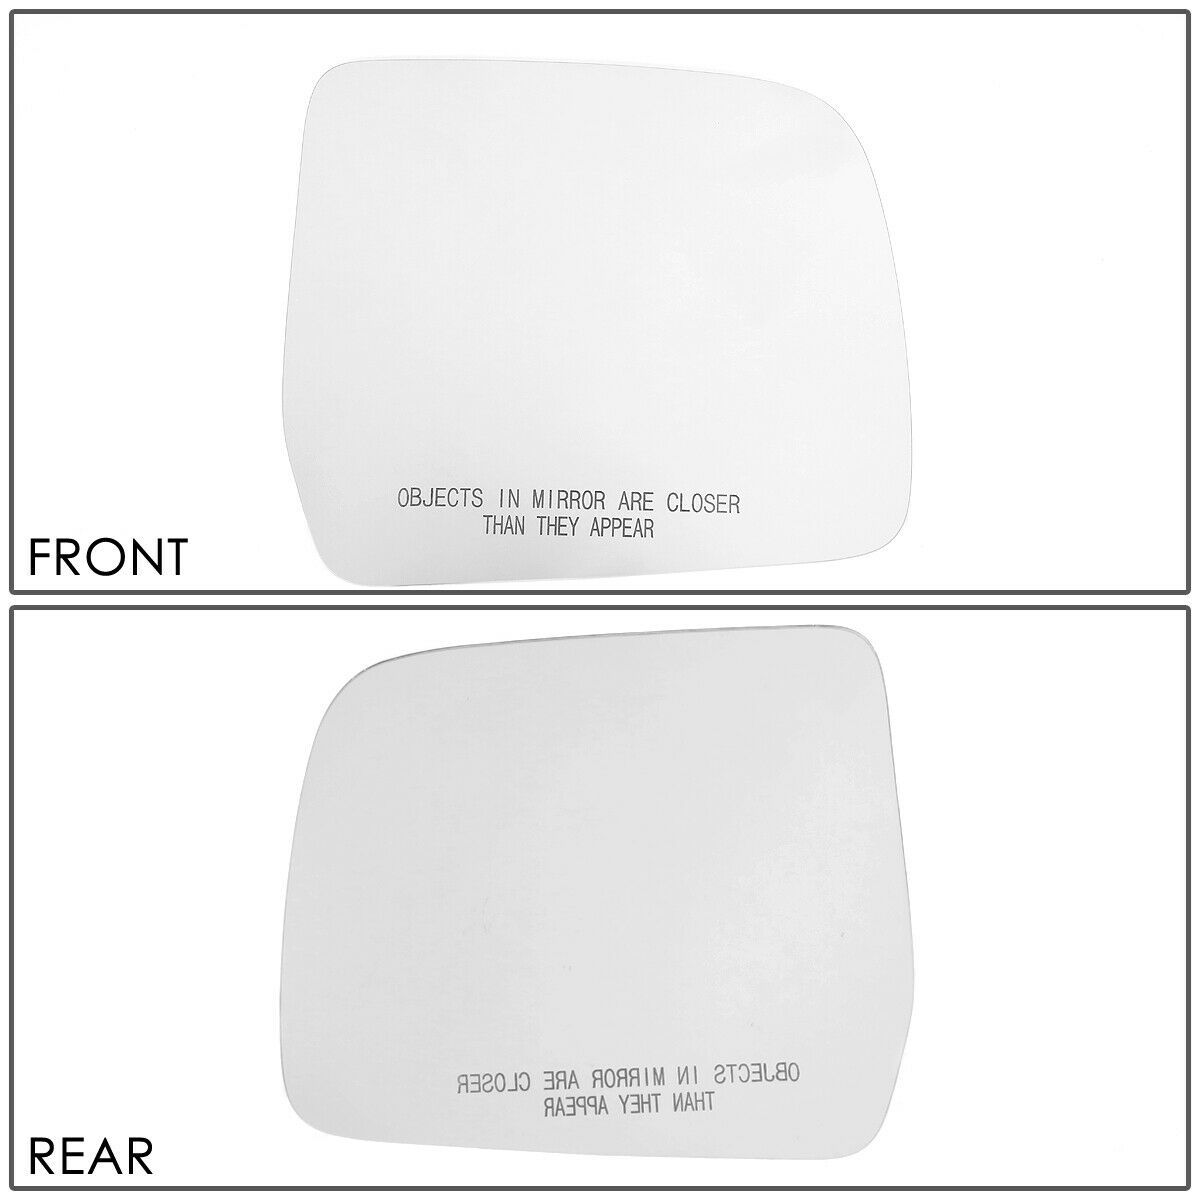 OBJECTS IN MIRROR ARE CLOSER
THAN THEY APPEAR
FRONT
OBJECTS IN MIRROR ARE CLOSER
THAN THEY APPEAR
REAR